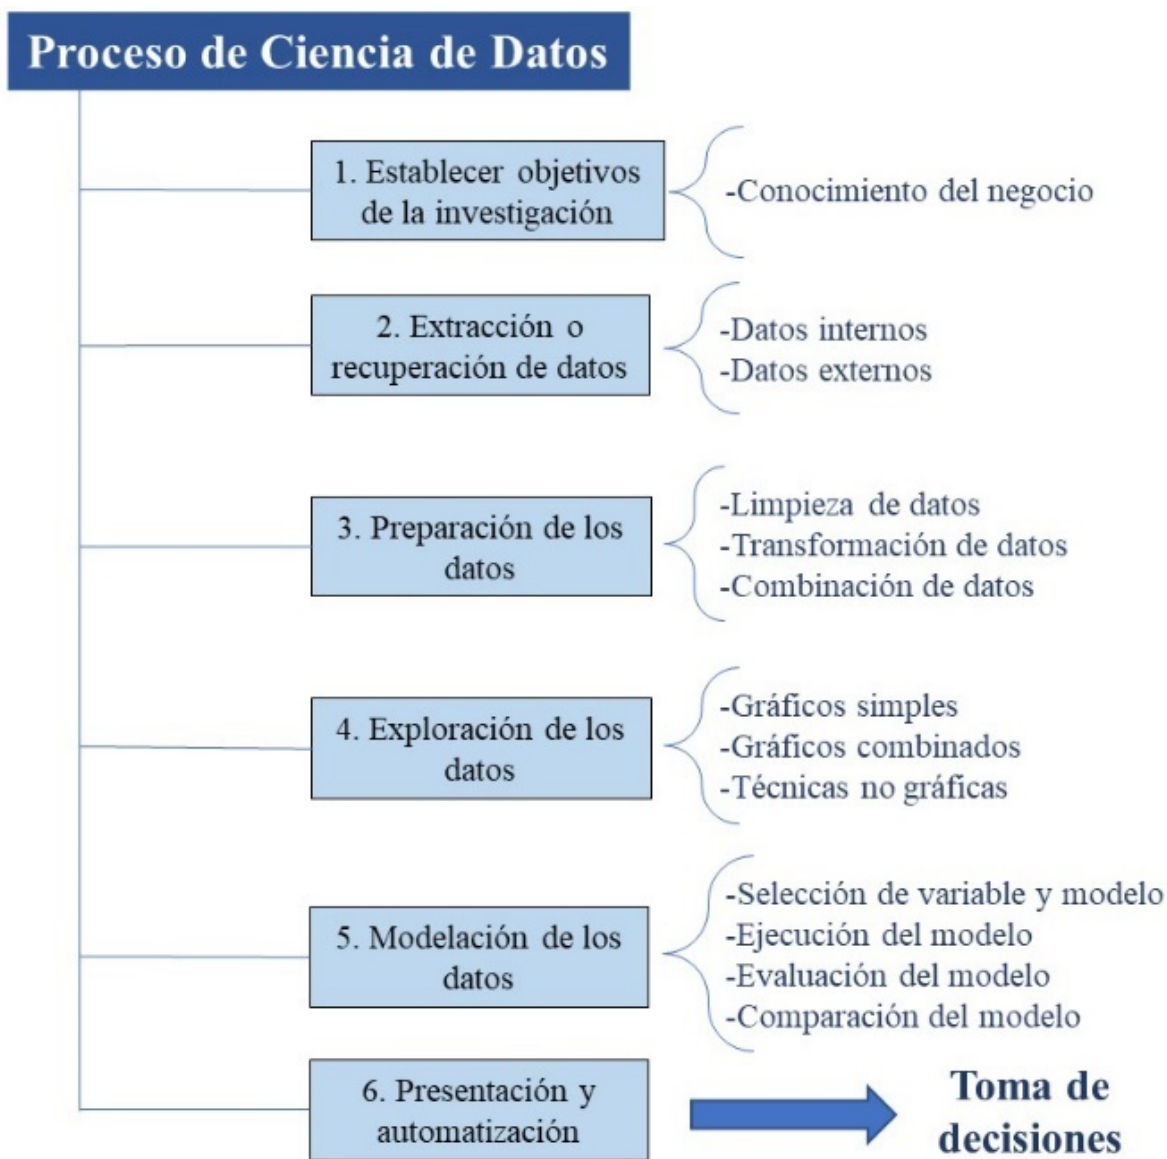 Proceso de Ciencia de Datos
1. Establecer objetivos
de la investigación
-Conocimiento del negocio
2. Extracción o
recuperación de datos
-Datos internos
-Datos externos
3. Preparación de los
datos
-Limpieza de datos
-Transformación de datos
-Combinación de datos
4. Exploración de los
datos
-Gráficos simples
-Gráficos combinados
-Técnicas no gráficas
5. Modelación de los
datos
-Selección de variable y modelo
-Ejecución del modelo
-Evaluación del modelo
-Comparación del modelo
6. Presentación y
automatización
Toma de
decisiones